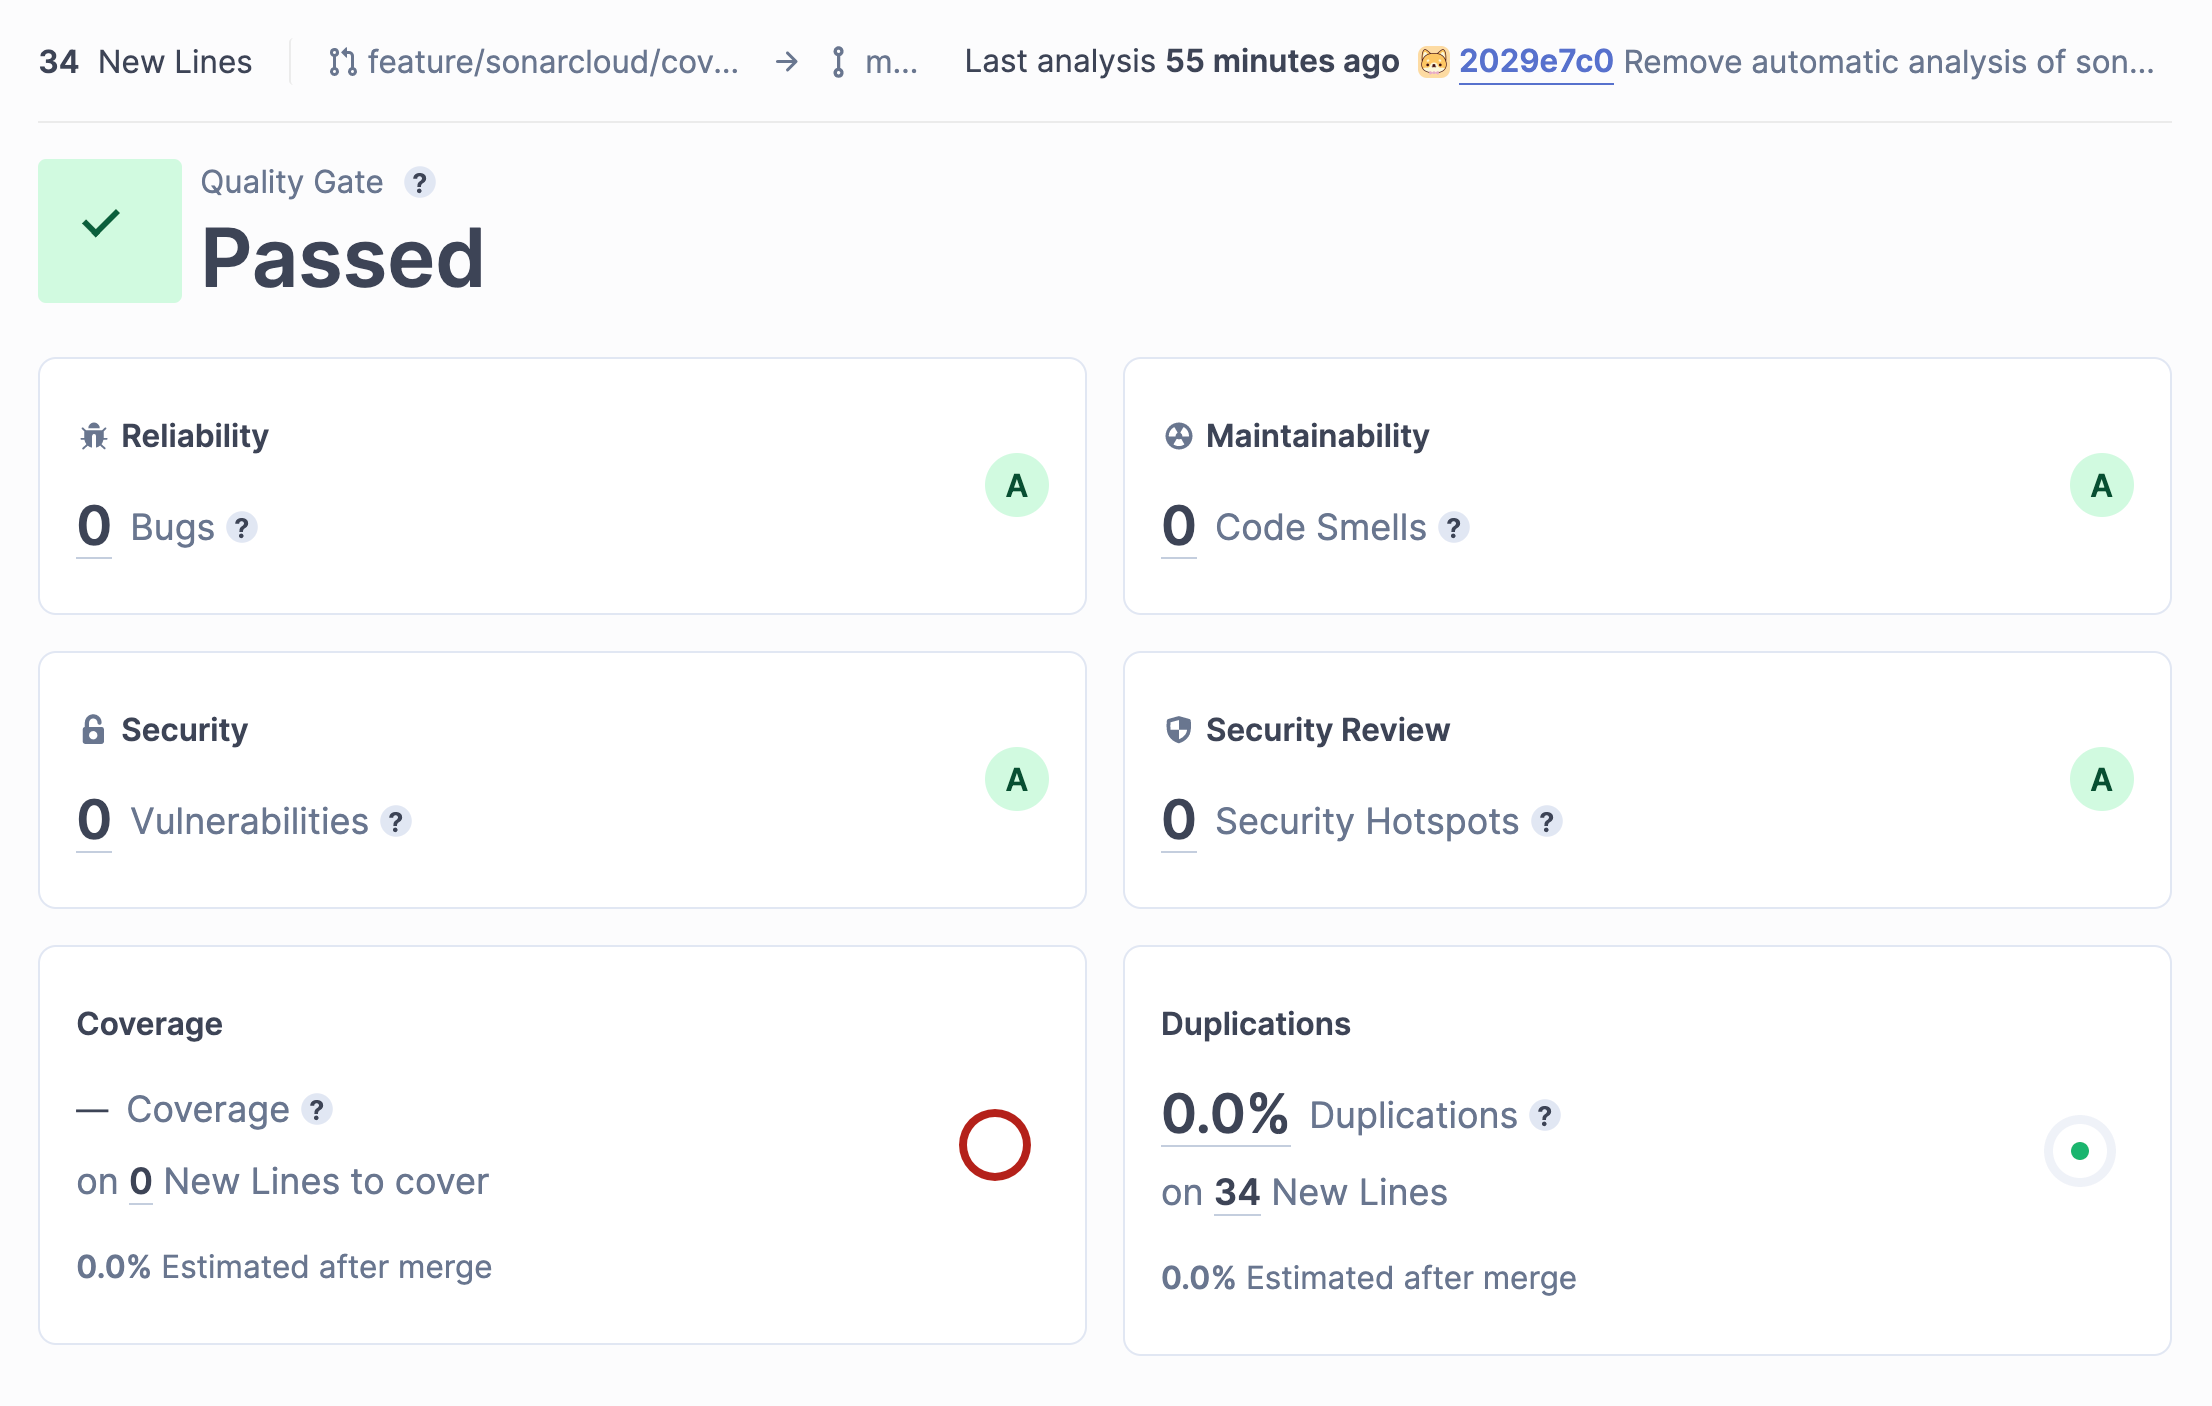 34 New Lines feature/sonarcloud/cov... → m... Last analysis 55 minutes ago 2029e7c0 Remove automatic analysis of son...
Quality Gate ?
Passed
Reliability
A
0 Bugs ?
Maintainability
A
0 Code Smells ?
Security
A
0 Vulnerabilities ?
Security Review
A
0 Security Hotspots ?
Coverage
— Coverage ?
on 0 New Lines to cover
0.0% Estimated after merge
Duplications
0.0% Duplications ?
on 34 New Lines
0.0% Estimated after merge